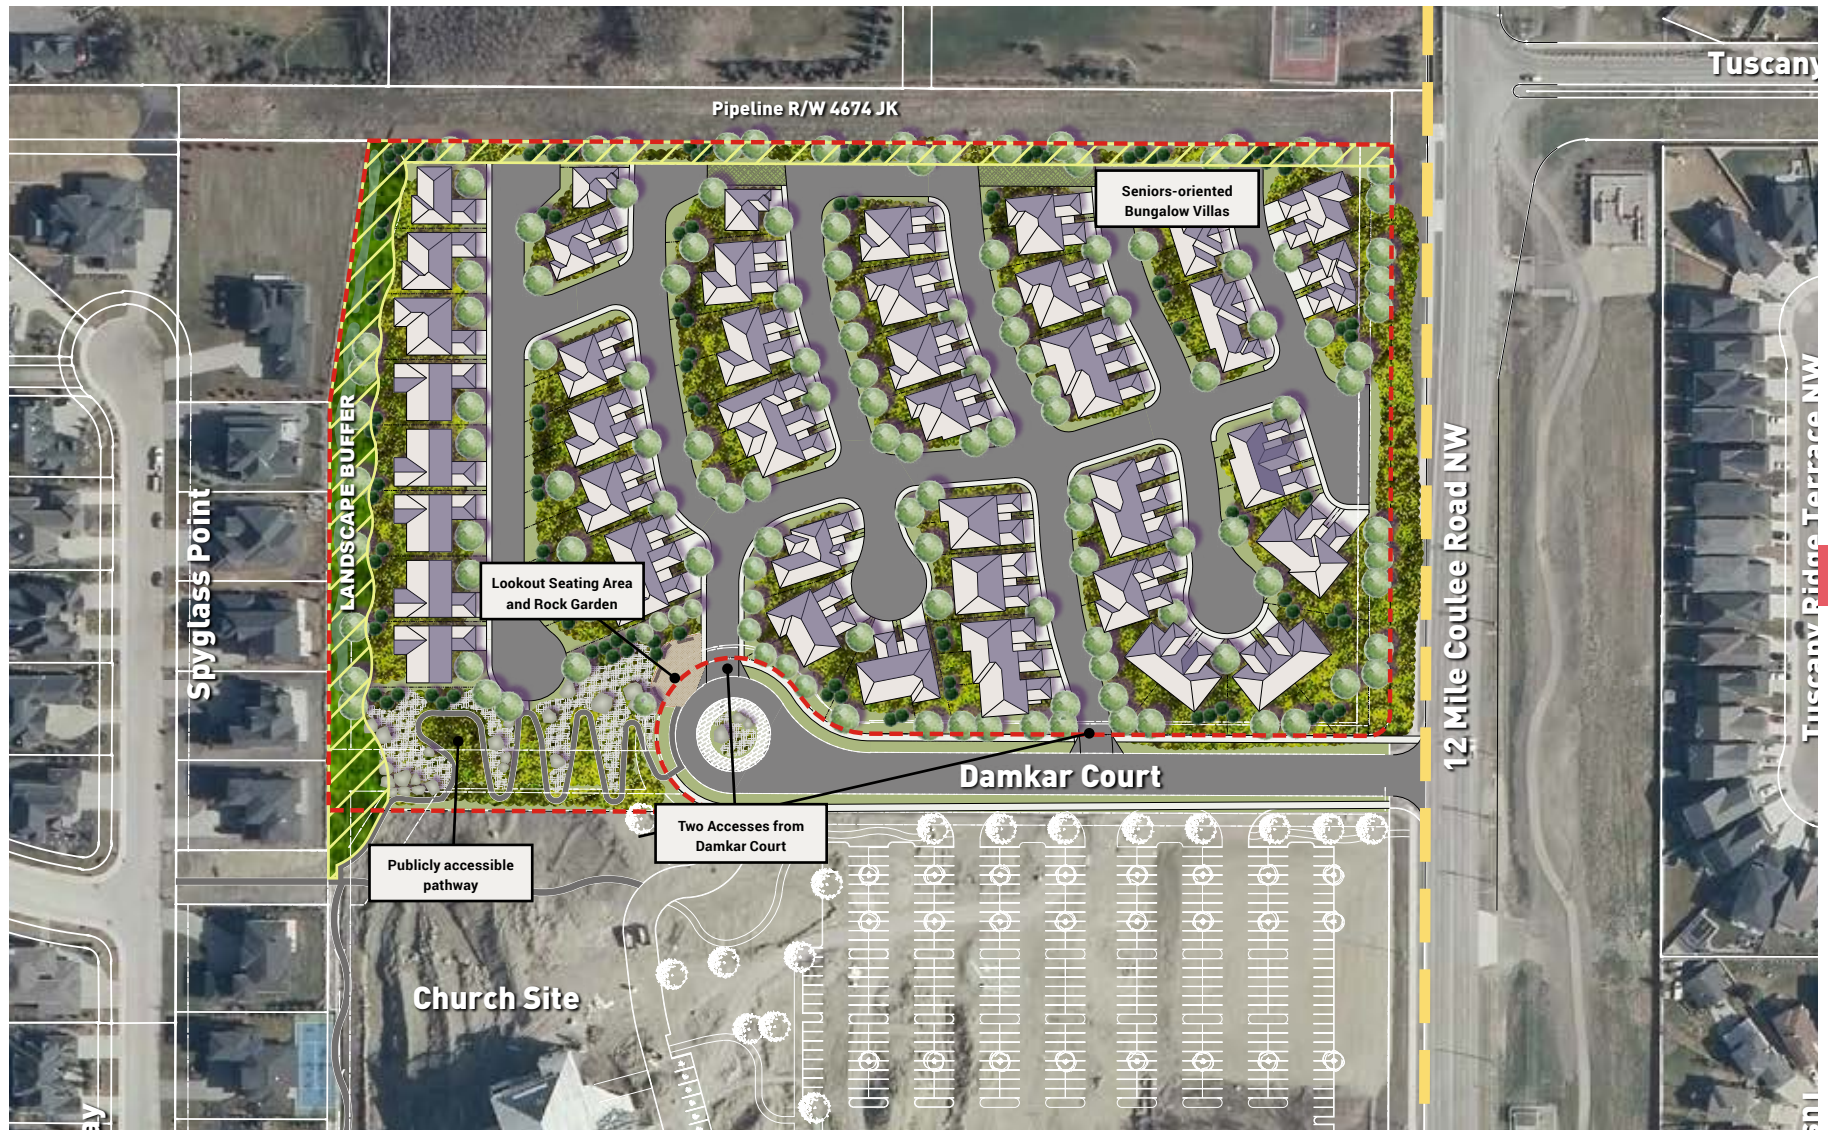 Tuscany
Pipeline R/W 4674 JK
Seniors-oriented
Bungalow Villas
LANDSCAPE BUFFER
Spyglass Point
Lookout Seating Area
and Rock Garden
12 Mile Coulee Road NW
Tuscany Ridge Terrace NW
Damkar Court
Two Accesses from
Damkar Court
Publicly accessible
pathway
Church Site
ay
Tus